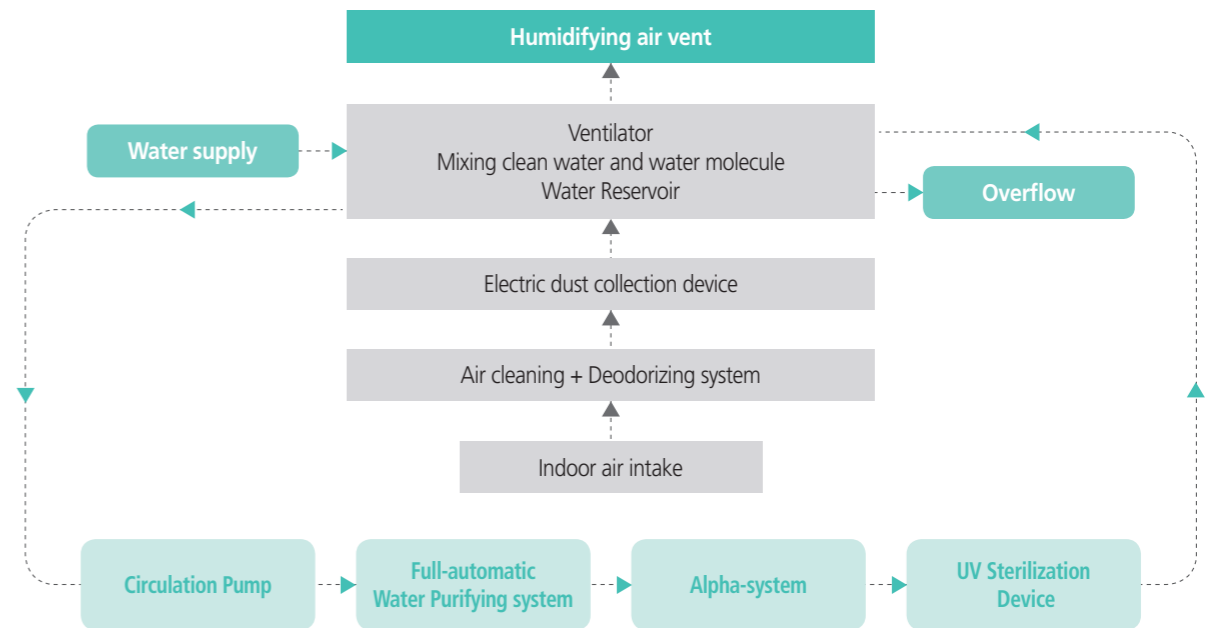 Humidifying air vent
Water supply
Ventilator
Mixing clean water and water molecule
Water Reservoir
Overflow
Electric dust collection device
Air cleaning + Deodorizing system
Indoor air intake
Circulation Pump
Full-automatic
Water Purifying system
Alpha-system
UV Sterilization
Device